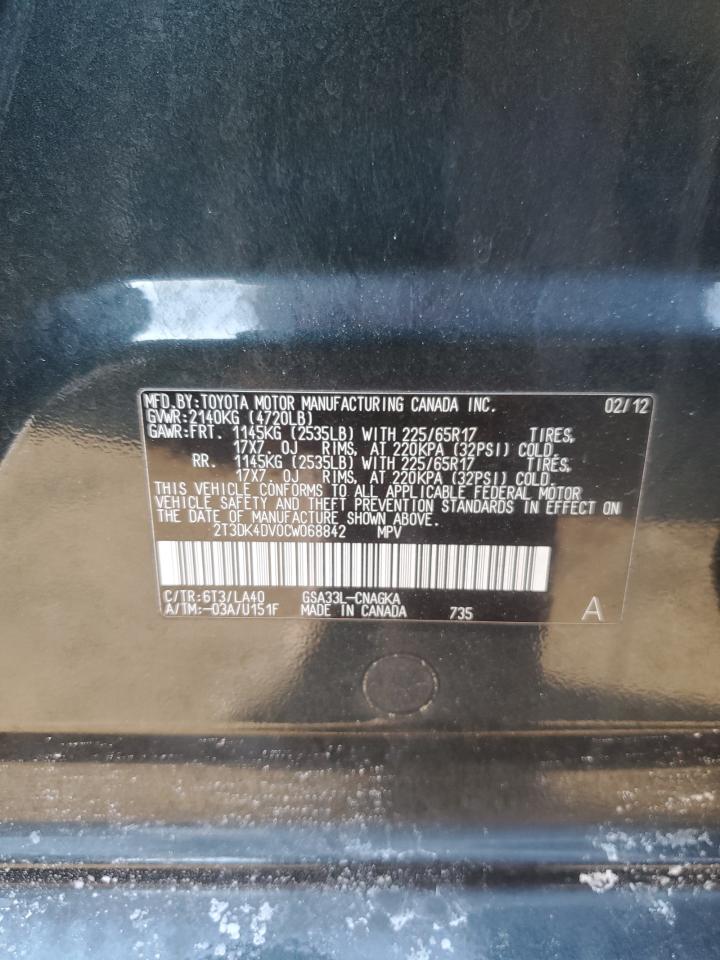 MFD.BY:TOYOTA MOTOR MANUFACTURING CANADA INC. 02/12
GVWR:2140KG (4720LB)
GAWR:FRT. 1145KG (2535LB) WITH 225/65R17 TIRES,
17X7.0J RIMS, AT 220KPA (32PSI) COLD.
RR. 1145KG (2535LB) WITH 225/65R17 TIRES,
17X7.0J RIMS, AT 220KPA (32PSI) COLD.
THIS VEHICLE CONFORMS TO ALL APPLICABLE FEDERAL MOTOR
VEHICLE SAFETY AND THEFT PREVENTION STANDARDS IN EFFECT ON
THE DATE OF MANUFACTURE SHOWN ABOVE.
2T3DK4DV0CW068842 MPV
C/TR:6T3/LA40 GSA33L-CNAGKA
A/TM:-03A/U151F MADE IN CANADA 735 A